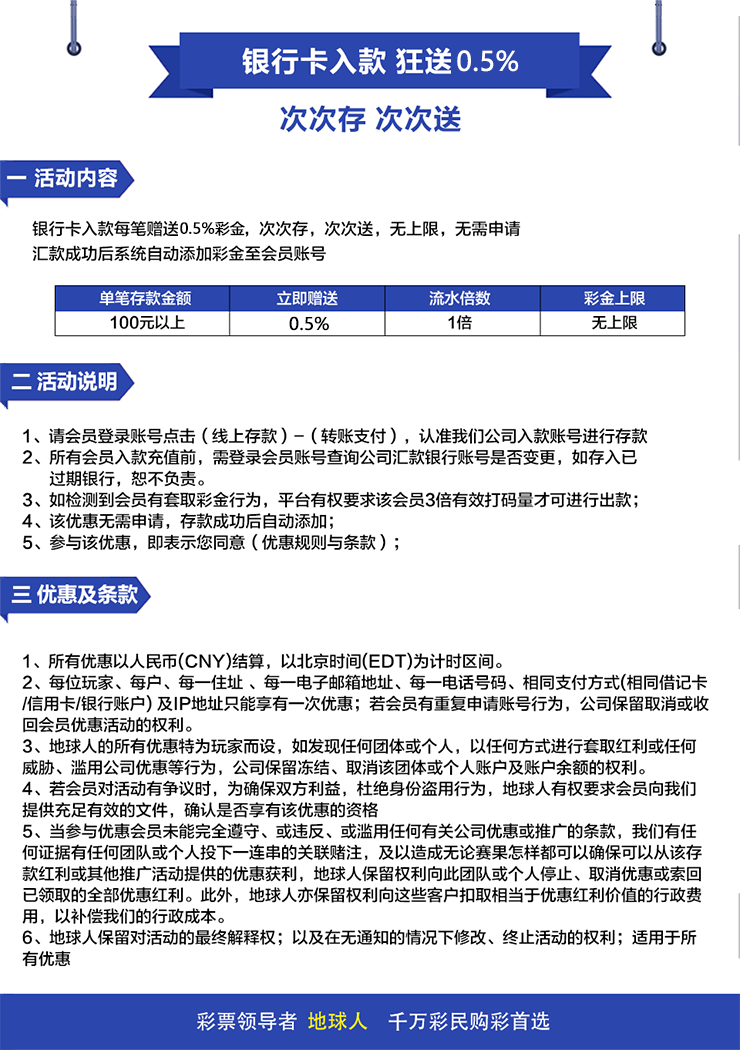 银行卡入款 狂送0.5%
次次存 次次送
一 活动内容
银行卡入款每笔赠送0.5%彩金，次次存，次次送，无上限，无需申请
汇款成功后系统自动添加彩金至会员账号
单笔存款金额 立即赠送 流水倍数 彩金上限
100元以上 0.5% 1倍 无上限
二 活动说明
1、请会员登录账号点击（线上存款）–（转账支付），认准我们公司入款账号进行存款
2、所有会员入款充值前，需登录会员账号查询公司汇款银行账号是否变更，如存入已
过期银行，恕不负责。
3、如检测到会员有套取彩金行为，平台有权要求该会员3倍有效打码量才可进行出款；
4、该优惠无需申请，存款成功后自动添加；
5、参与该优惠，即表示您同意（优惠规则与条款）；
三 优惠及条款
1、所有优惠以人民币(CNY)结算，以北京时间(EDT)为计时区间。
2、每位玩家、每户、每一住址 、每一电子邮箱地址、每一电话号码、相同支付方式(相同借记卡
/信用卡/银行账户) 及IP地址只能享有一次优惠；若会员有重复申请账号行为，公司保留取消或收
回会员优惠活动的权利。
3、地球人的所有优惠特为玩家而设，如发现任何团体或个人，以任何方式进行套取红利或任何
威胁、滥用公司优惠等行为，公司保留冻结、取消该团体或个人账户及账户余额的权利。
4、若会员对活动有争议时，为确保双方利益，杜绝身份盗用行为，地球人有权要求会员向我们
提供充足有效的文件，确认是否享有该优惠的资格
5、当参与优惠会员未能完全遵守、或违反、或滥用任何有关公司优惠或推广的条款，我们有任
何证据有任何团队或个人投下一连串的关联赌注，及以造成无论赛果怎样都可以确保可以从该存
款红利或其他推广活动提供的优惠获利，地球人保留权利向此团队或个人停止、取消优惠或索回
已领取的全部优惠红利。此外，地球人亦保留权利向这些客户扣取相当于优惠红利价值的行政费
用，以补偿我们的行政成本。
6、地球人保留对活动的最终解释权；以及在无通知的情况下修改、终止活动的权利；适用于所
有优惠
彩票领导者 地球人 千万彩民购彩首选